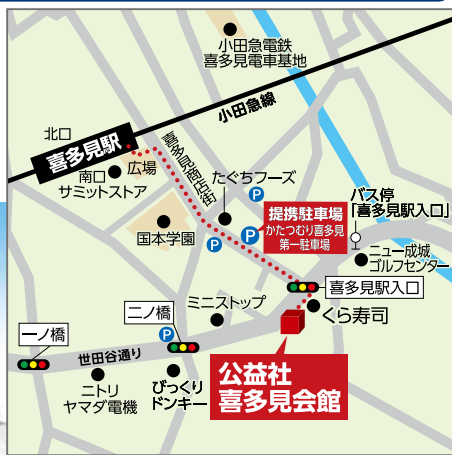 小田急電鉄
喜多見電車基地
小田急線
北口
喜多見駅
広場
南口
サミットストア
喜多見商店街
たぐちフーズ
P
バス停
「喜多見駅入口」
提携駐車場
かたつむり喜多見
第一駐車場
P
P
国本学園
ニュー成城
ゴルフセンター
喜多見駅入口
ミニストップ
くら寿司
二ノ橋
P
一ノ橋
世田谷通り
ニトリ
ヤマダ電機
びっくり
ドンキー
公益社
喜多見会館